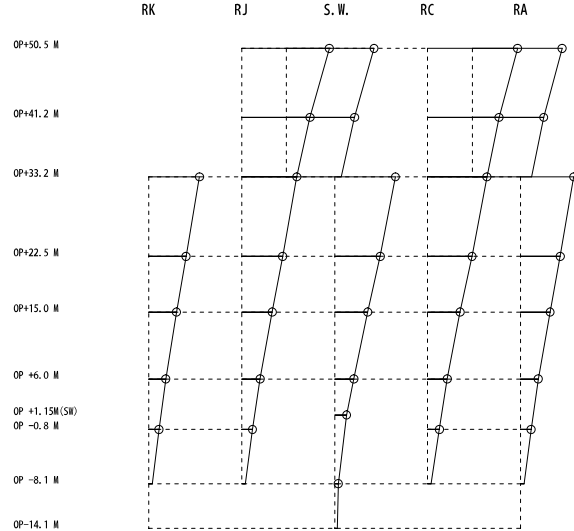 RK RJ S.W. RC RA
OP+50.5 M
OP+41.2 M
OP+33.2 M
OP+22.5 M
OP+15.0 M
OP +6.0 M
OP +1.15M(SW)
OP -0.8 M
OP -8.1 M
OP-14.1 M